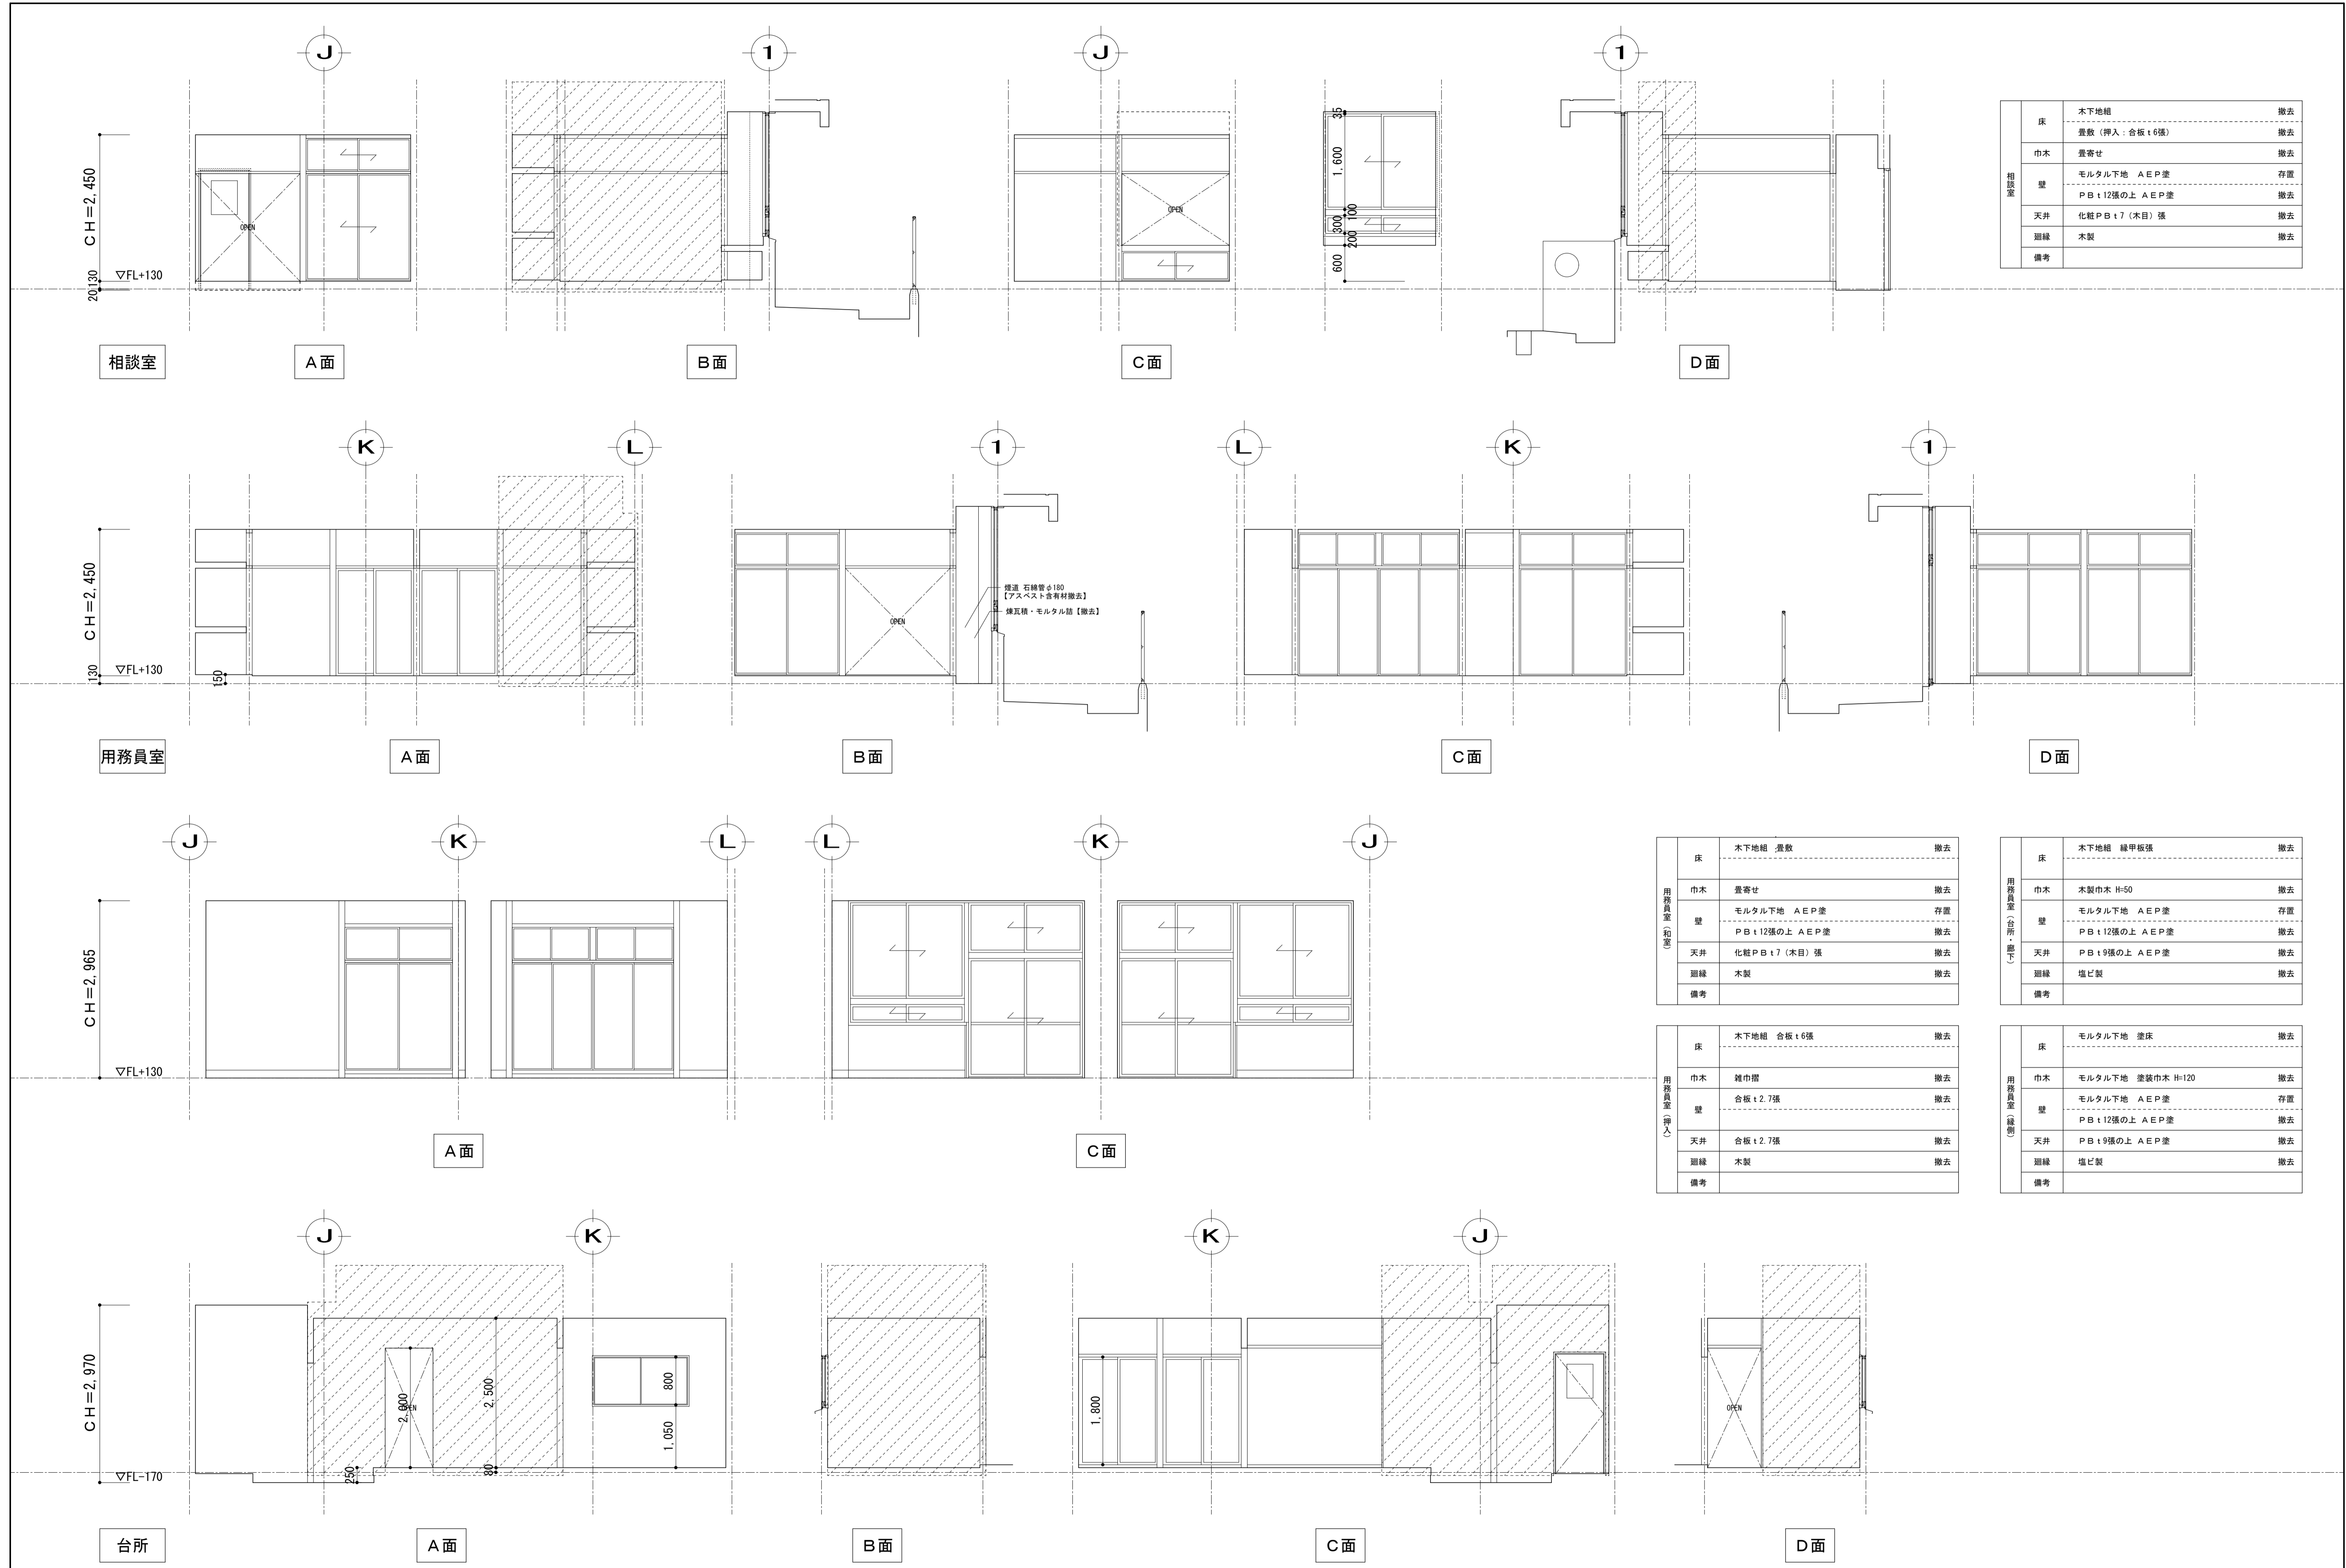 J
1
J
1
CH=2,450
130
20
▽FL+130
OPEN
OPEN
35
1,600
100
300
200
600
相談室
A面
B面
C面
D面
相談室
床 木下地組 撤去
畳敷（押入：合板ｔ6張） 撤去
巾木 畳寄せ 撤去
壁 モルタル下地 ＡＥＰ塗 存置
ＰＢｔ12張の上 ＡＥＰ塗 撤去
天井 化粧ＰＢｔ7（木目）張 撤去
廻縁 木製 撤去
備考
K
L
1
L
K
1
CH=2,450
130
▽FL+130
150
OPEN
煙道 石綿管φ180
【アスベスト含有材撤去】
煉瓦積・モルタル詰【撤去】
用務員室
A面
B面
C面
D面
J
K
L
L
K
J
CH=2,965
▽FL+130
A面
C面
用務員室（和室）
床 木下地組 畳敷 撤去
巾木 畳寄せ 撤去
壁 モルタル下地 ＡＥＰ塗 存置
ＰＢｔ12張の上 ＡＥＰ塗 撤去
天井 化粧ＰＢｔ7（木目）張 撤去
廻縁 木製 撤去
備考
用務員室（台所・廊下）
床 木下地組 縁甲板張 撤去
巾木 木製巾木 H=50 撤去
壁 モルタル下地 ＡＥＰ塗 存置
ＰＢｔ12張の上 ＡＥＰ塗 撤去
天井 ＰＢｔ9張の上 ＡＥＰ塗 撤去
廻縁 塩ビ製 撤去
備考
用務員室（押入）
床 木下地組 合板ｔ6張 撤去
巾木 雑巾摺 撤去
壁 合板ｔ2.7張 撤去
天井 合板ｔ2.7張 撤去
廻縁 木製 撤去
備考
用務員室（縁側）
床 モルタル下地 塗床 撤去
巾木 モルタル下地 塗装巾木 H=120 撤去
壁 モルタル下地 ＡＥＰ塗 存置
ＰＢｔ12張の上 ＡＥＰ塗 撤去
天井 ＰＢｔ9張の上 ＡＥＰ塗 撤去
廻縁 塩ビ製 撤去
備考
J
K
K
J
CH=2,970
▽FL-170
250
2,000
OPEN
2,500
80
800
1,050
1,800
OPEN
台所
A面
B面
C面
D面